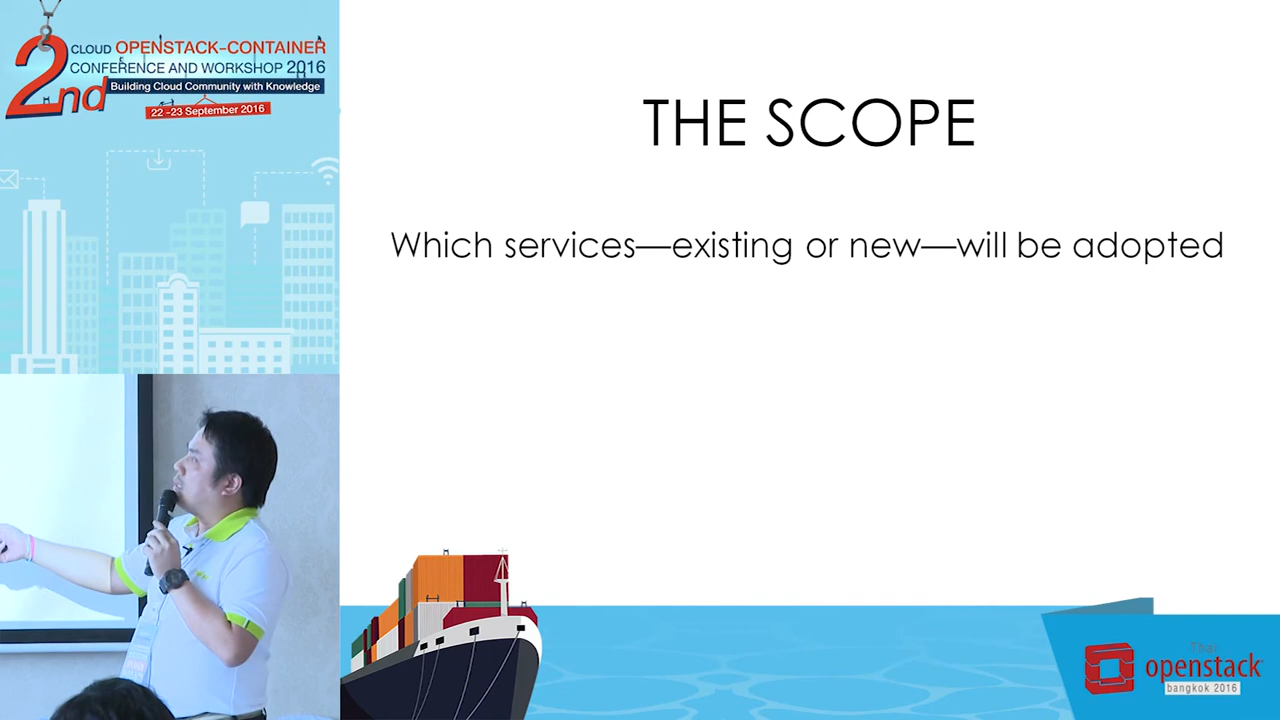 2nd
CLOUD OPENSTACK-CONTAINER
CONFERENCE AND WORKSHOP 2016
Building Cloud Community with Knowledge
22 -23 September 2016
THE SCOPE
Which services—existing or new—will be adopted
Thai
openstack
bangkok 2016